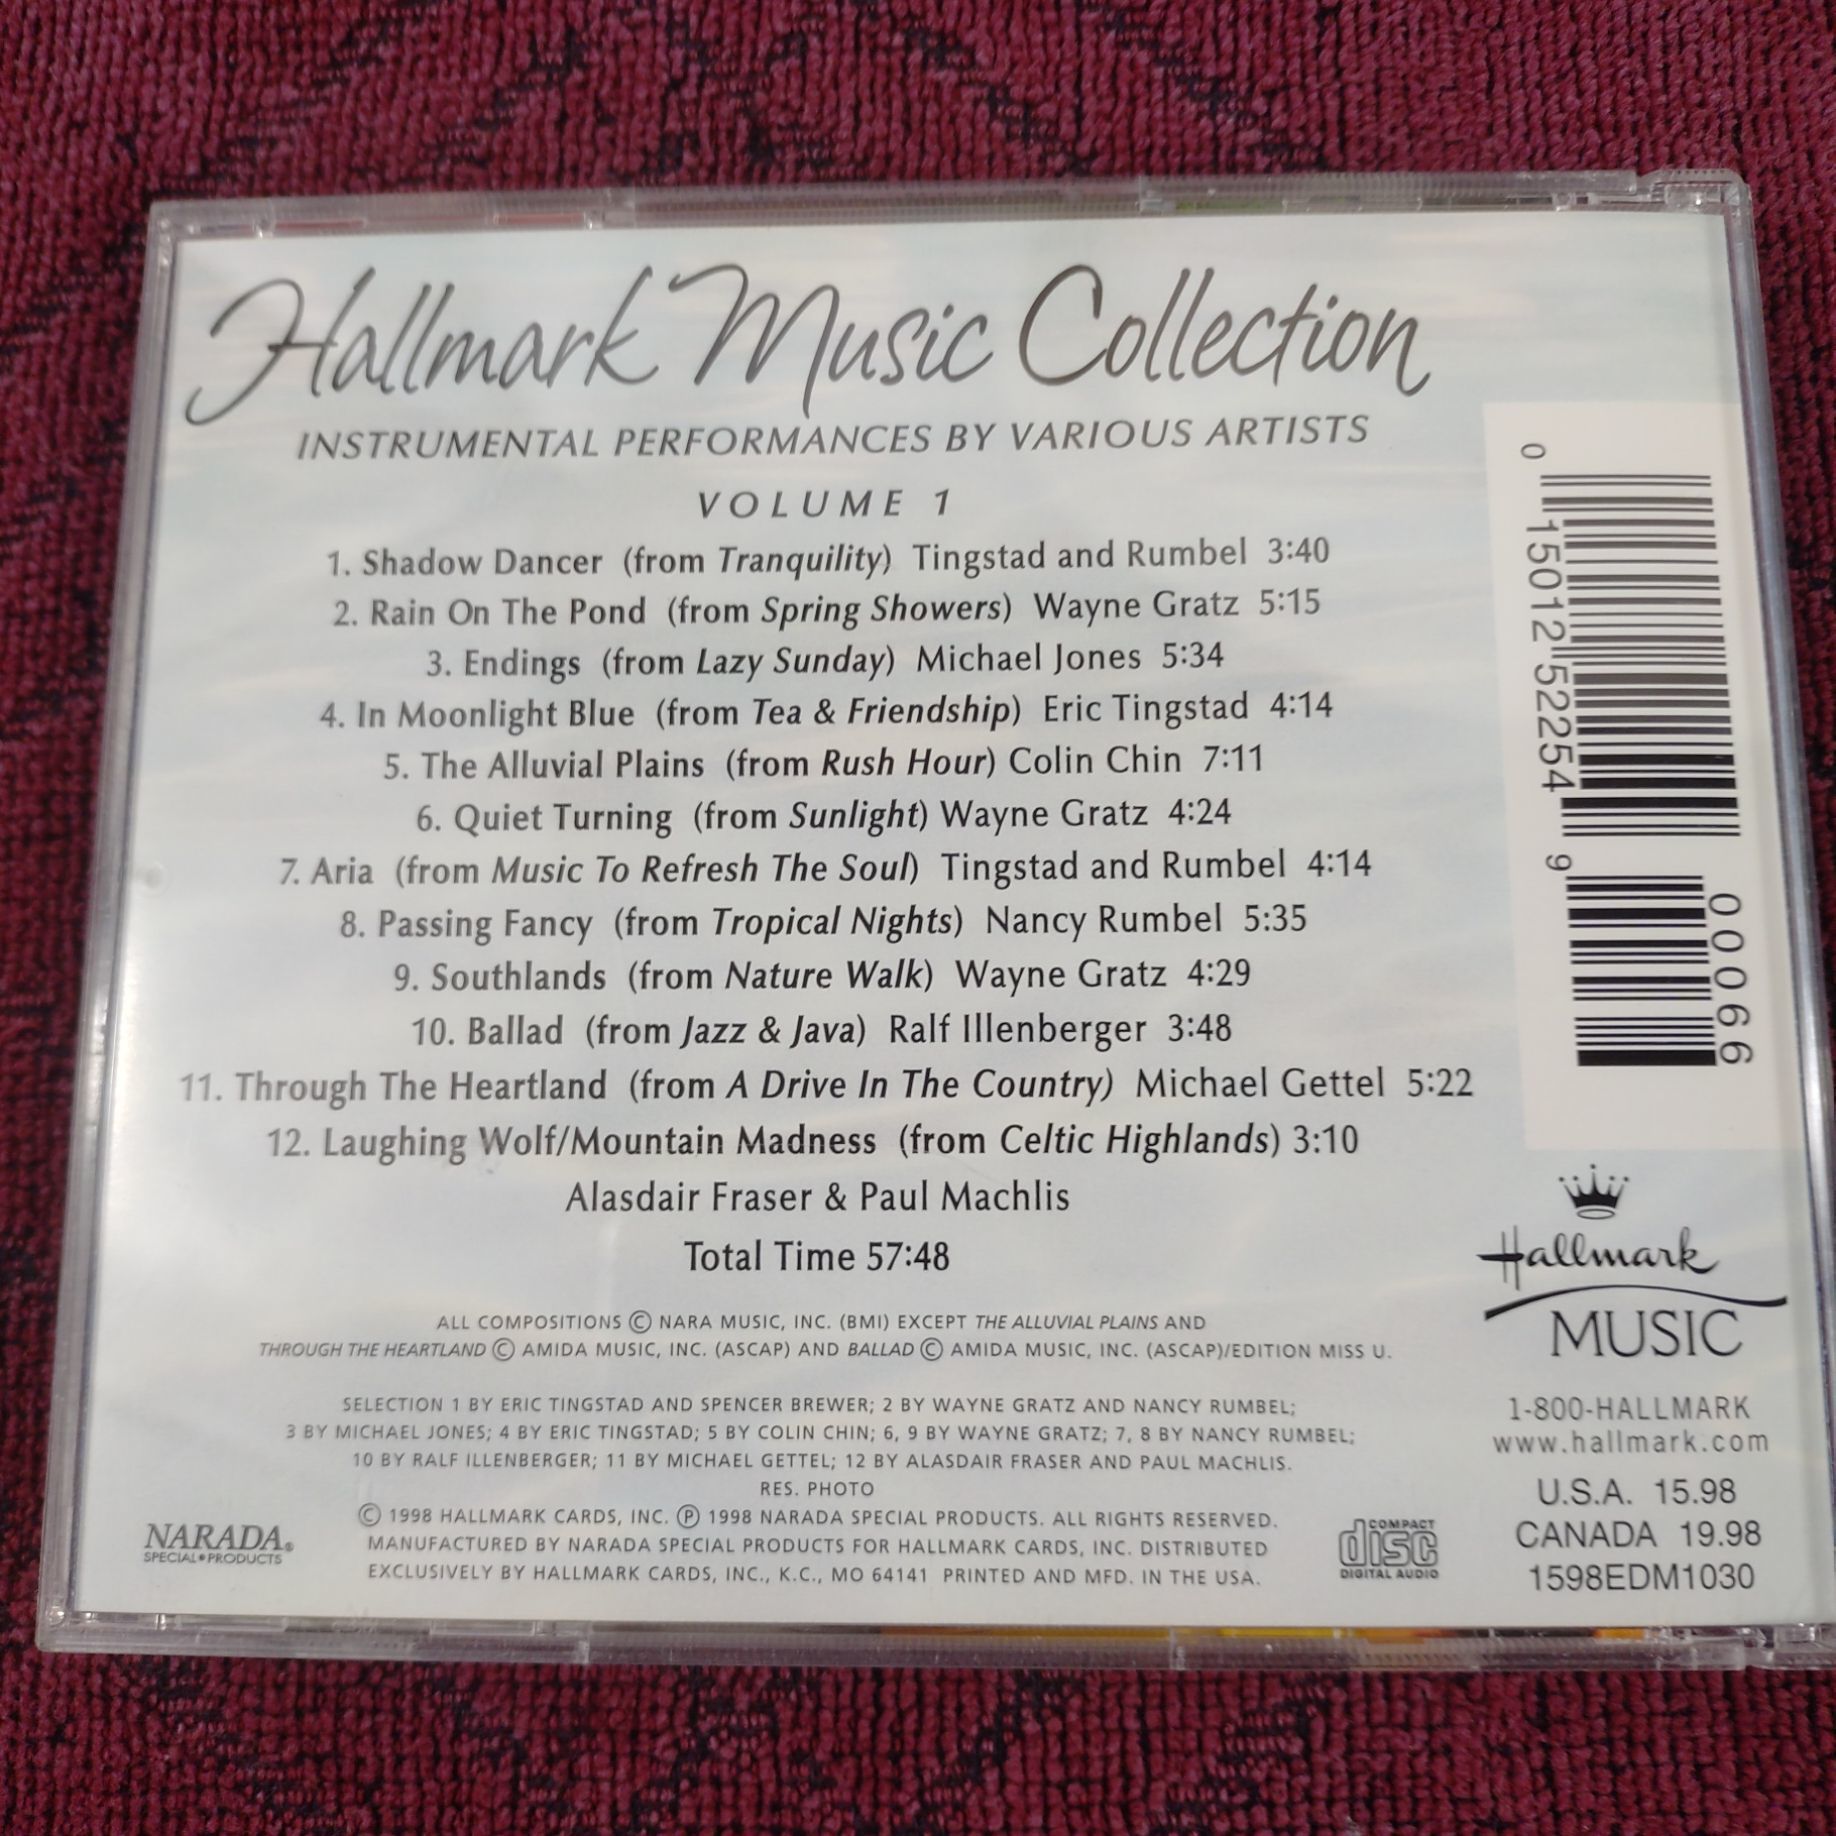 Hallmark Music Collection
INSTRUMENTAL PERFORMANCES BY VARIOUS ARTISTS
VOLUME 1
1. Shadow Dancer (from Tranquility) Tingstad and Rumbel 3:40
2. Rain On The Pond (from Spring Showers) Wayne Gratz 5:15
3. Endings (from Lazy Sunday) Michael Jones 5:34
4. In Moonlight Blue (from Tea & Friendship) Eric Tingstad 4:14
5. The Alluvial Plains (from Rush Hour) Colin Chin 7:11
6. Quiet Turning (from Sunlight) Wayne Gratz 4:24
7. Aria (from Music To Refresh The Soul) Tingstad and Rumbel 4:14
8. Passing Fancy (from Tropical Nights) Nancy Rumbel 5:35
9. Southlands (from Nature Walk) Wayne Gratz 4:29
10. Ballad (from Jazz & Java) Ralf Illenberger 3:48
11. Through The Heartland (from A Drive In The Country) Michael Gettel 5:22
12. Laughing Wolf/Mountain Madness (from Celtic Highlands) 3:10
Alasdair Fraser & Paul Machlis
Total Time 57:48
ALL COMPOSITIONS © NARA MUSIC, INC. (BMI) EXCEPT THE ALLUVIAL PLAINS AND
THROUGH THE HEARTLAND © AMIDA MUSIC, INC. (ASCAP) AND BALLAD © AMIDA MUSIC, INC. (ASCAP)/EDITION MISS U.
SELECTION 1 BY ERIC TINGSTAD AND SPENCER BREWER; 2 BY WAYNE GRATZ AND NANCY RUMBEL;
3 BY MICHAEL JONES; 4 BY ERIC TINGSTAD; 5 BY COLIN CHIN; 6, 9 BY WAYNE GRATZ; 7, 8 BY NANCY RUMBEL;
10 BY RALF ILLENBERGER; 11 BY MICHAEL GETTEL; 12 BY ALASDAIR FRASER AND PAUL MACHLIS.
RES. PHOTO
© 1998 HALLMARK CARDS, INC. ℗ 1998 NARADA SPECIAL PRODUCTS. ALL RIGHTS RESERVED.
MANUFACTURED BY NARADA SPECIAL PRODUCTS FOR HALLMARK CARDS, INC. DISTRIBUTED
EXCLUSIVELY BY HALLMARK CARDS, INC., K.C., MO 64141 PRINTED AND MFD. IN THE USA.
NARADA®
SPECIAL●PRODUCTS
COMPACT
disc
DIGITAL AUDIO
0 15012 52254 9
00066
Hallmark
MUSIC
1-800-HALLMARK
www.hallmark.com
U.S.A. 15.98
CANADA 19.98
1598EDM1030